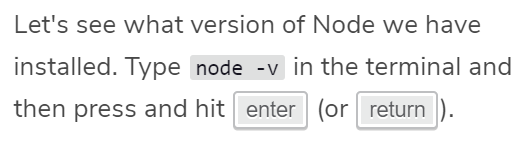 Let's see what version of Node we have
installed. Type node -v in the terminal and
then press and hit enter (or return).